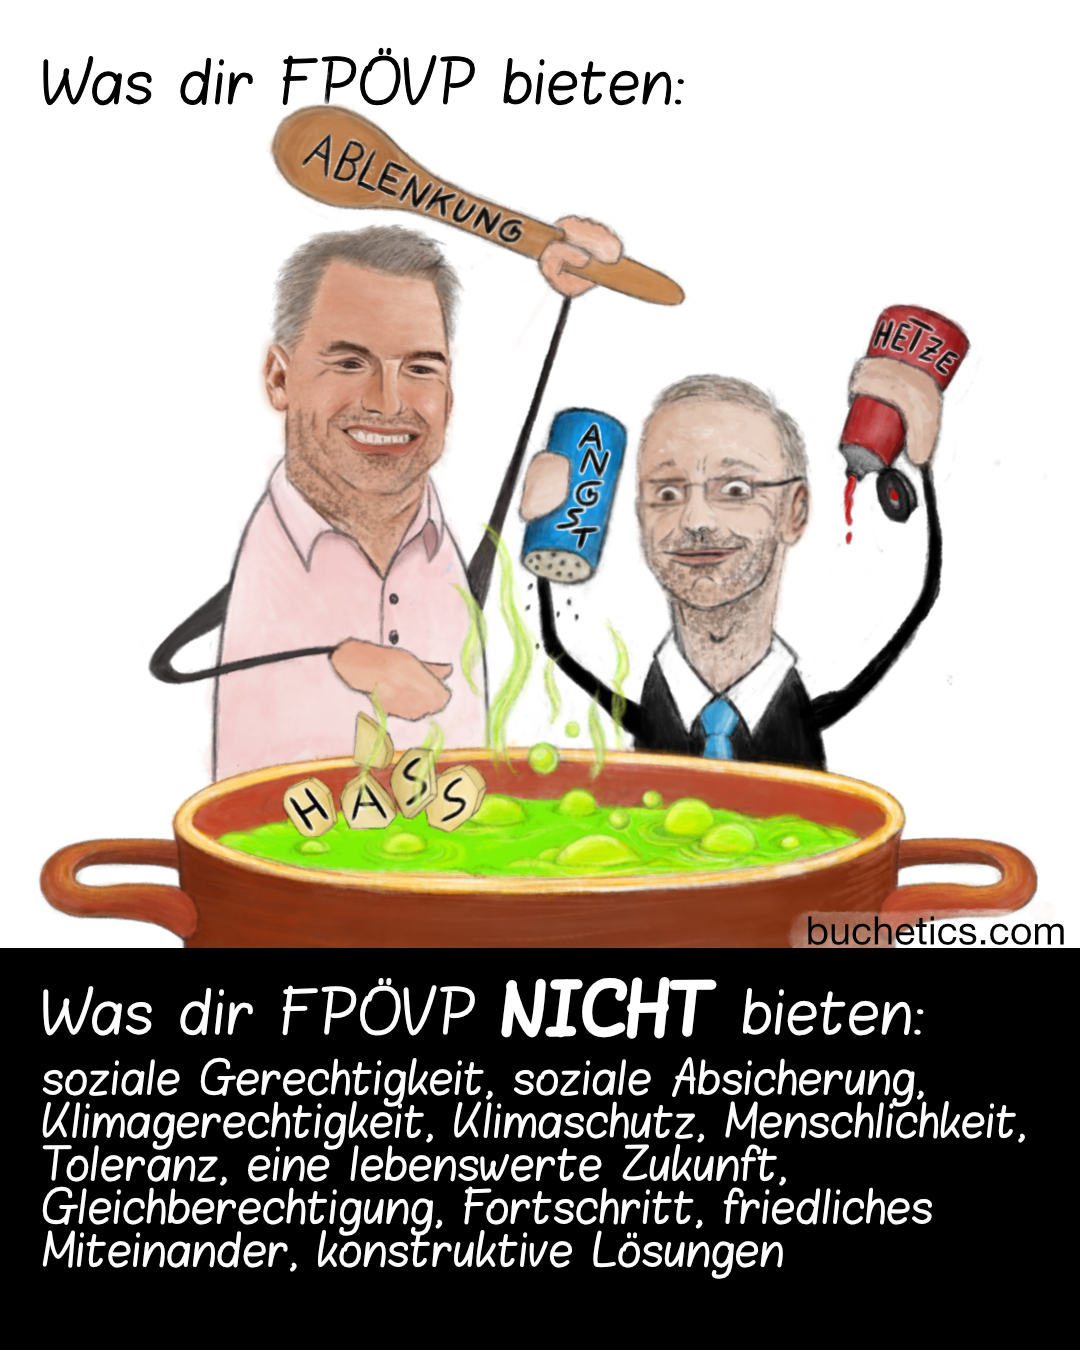 Was dir FPÖVP bieten:
ABLENKUNG
HETZE
ANGST
HASS
buchetics.com
Was dir FPÖVP NICHT bieten:
soziale Gerechtigkeit, soziale Absicherung,
Klimagerechtigkeit, Klimaschutz, Menschlichkeit,
Toleranz, eine lebenswerte Zukunft,
Gleichberechtigung, Fortschritt, friedliches
Miteinander, konstruktive Lösungen